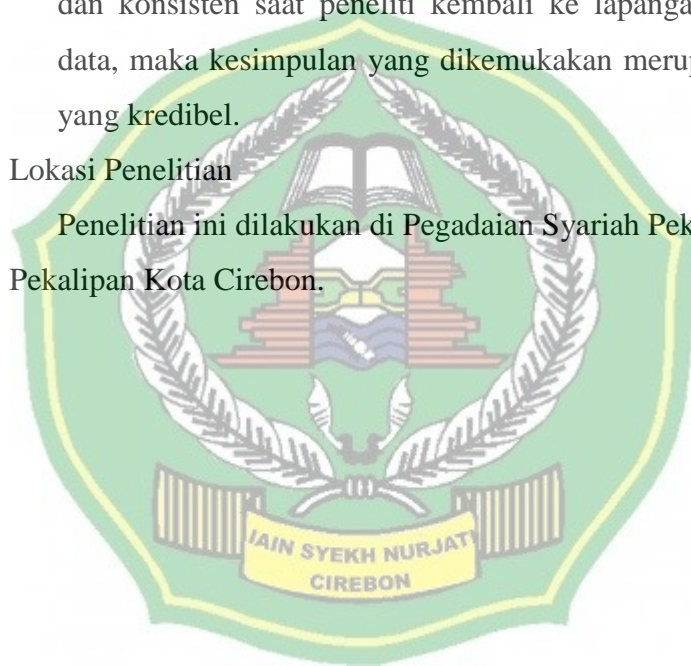 dan konsisten saat peneliti kembali ke lapanga
data, maka kesimpulan yang dikemukakan meru
yang kredibel.
Lokasi Penelitian
Penelitian ini dilakukan di Pegadaian Syariah Pek
Pekalipan Kota Cirebon.
IAIN SYEKH NURJATI
CIREBON